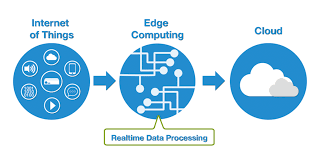 Internet
of Things
Edge
Computing
Cloud
Realtime Data Processing